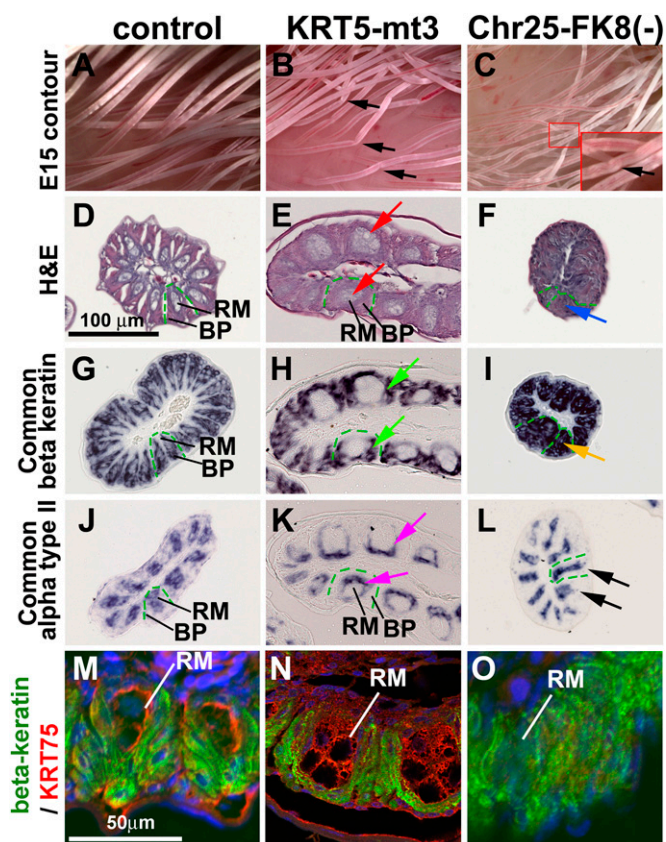 control KRT5-mt3 Chr25-FK8(-)
E15 contour
A B C
H&E
D E F
RM RM BP
BP
100 μm
Common
beta keratin
G H I
RM
BP
Common
alpha type II
J K L
RM RM BP
BP
beta-keratin
/ KRT75
M RM N RM O RM
50μm